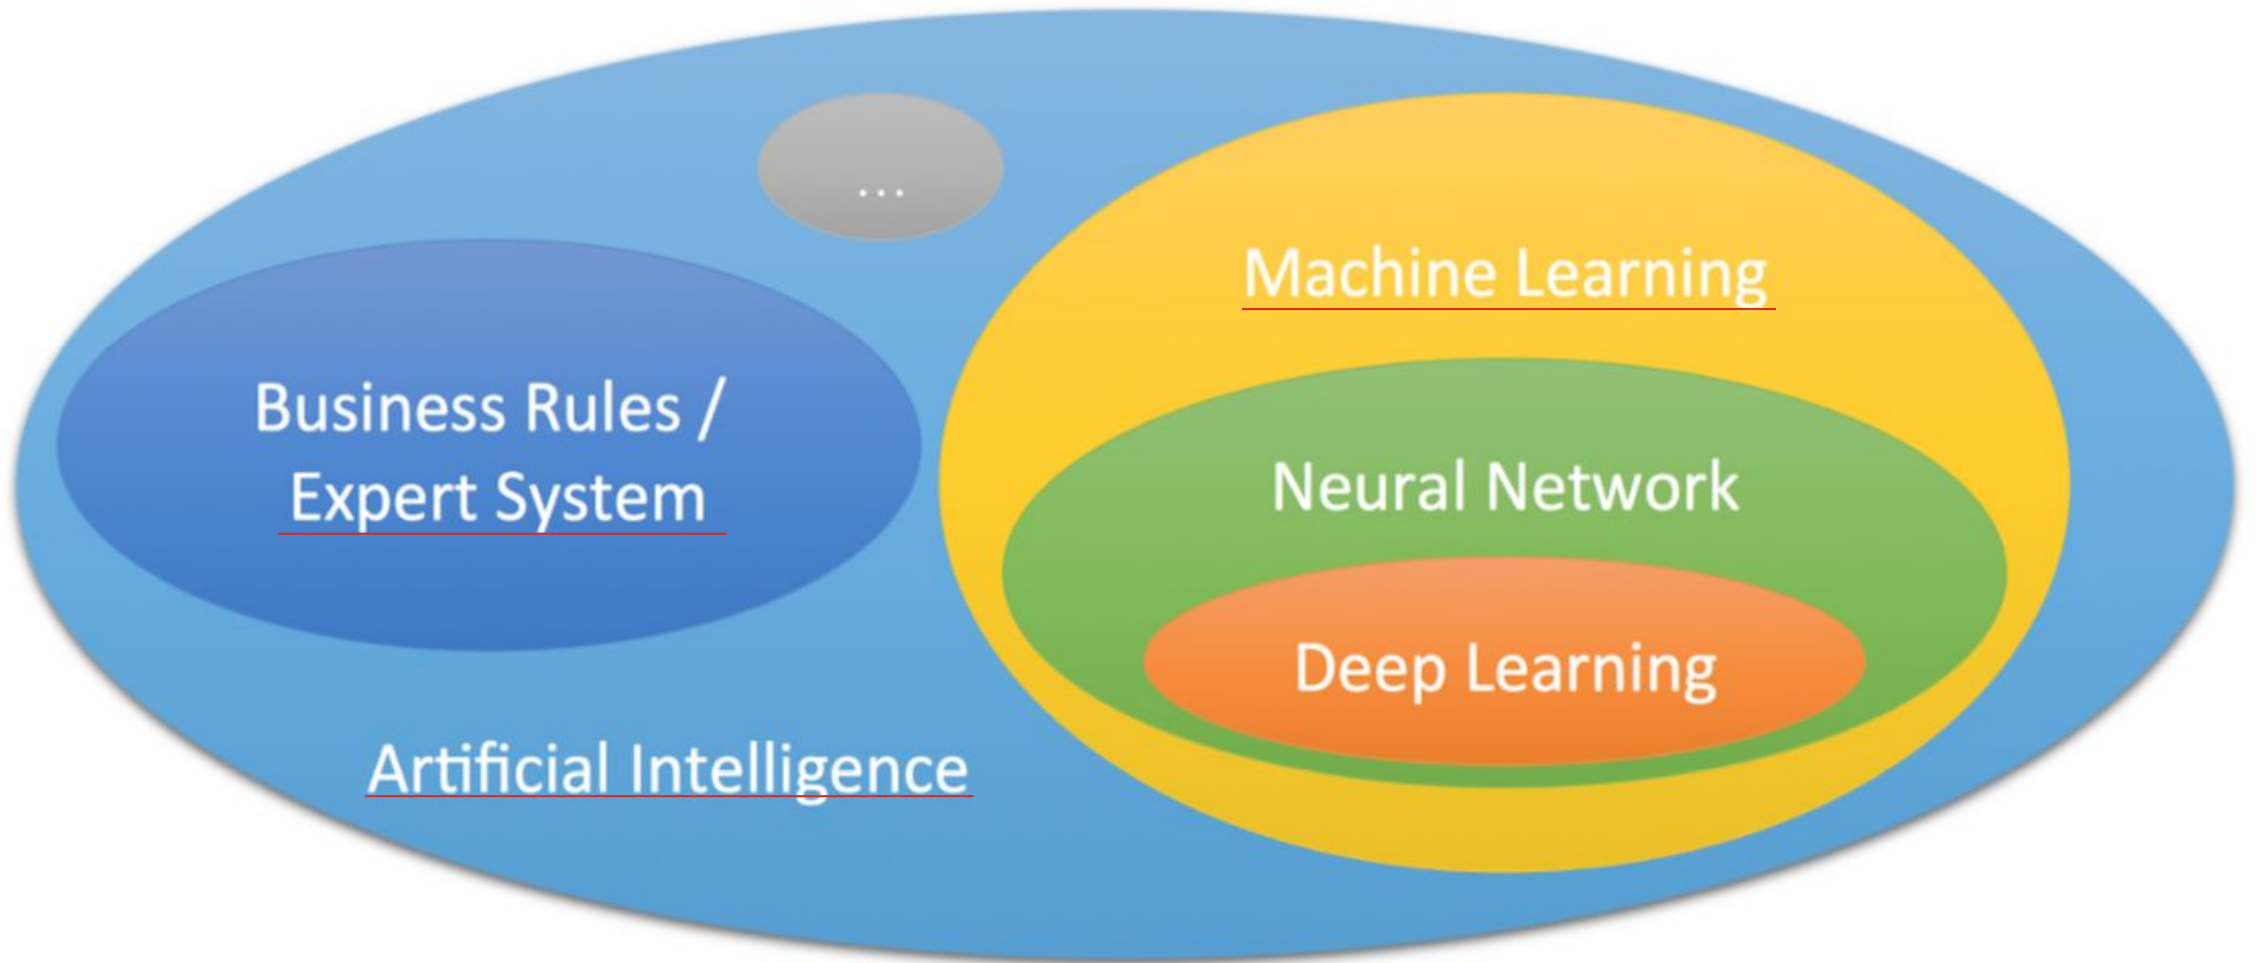 ...
Machine Learning
Business Rules /
Expert System
Neural Network
Deep Learning
Artificial Intelligence